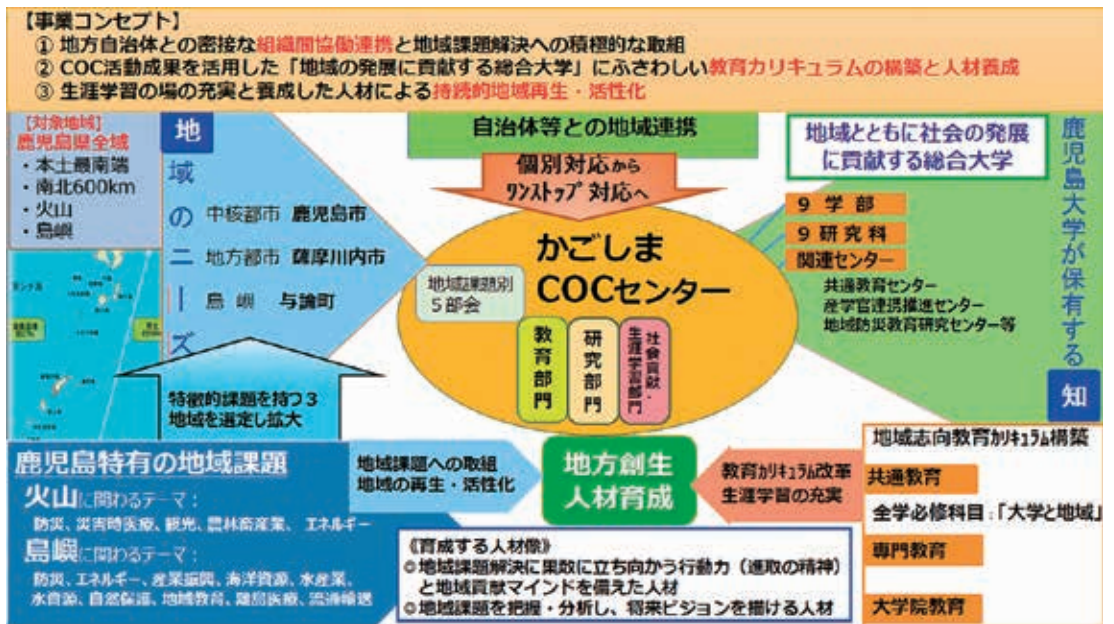 【事業コンセプト】
① 地方自治体との密接な組織間協働連携と地域課題解決への積極的な取組
② COC活動成果を活用した「地域の発展に貢献する総合大学」にふさわしい教育カリキュラムの構築と人材養成
③ 生涯学習の場の充実と養成した人材による持続的地域再生・活性化
【対象地域】
鹿児島県全域
・本土最南端
・南北600km
・火山
・島嶼
地域のニーズ
中核都市 鹿児島市
地方都市 薩摩川内市
島嶼 与論町
特徴的課題を持つ3
地域を選定し拡大
自治体等との地域連携
個別対応から
ワンストップ対応へ
かごしま
COCセンター
地域課題別
5部会
教育部門
研究部門
社会貢献・
生涯学習部門
地域とともに社会の発展
に貢献する総合大学
9学部
9研究科
関連センター
共通教育センター
産学官連携推進センター
地域防災教育研究センター等
鹿児島大学が保有する
知
鹿児島特有の地域課題
火山に関わるテーマ：
防災、災害時医療、観光、農林畜産業、エネルギー
島嶼に関わるテーマ：
防災、エネルギー、産業振興、海洋資源、水産業、
水資源、自然保護、地域教育、離島医療、流通輸送
地域課題への取組
地域の再生・活性化
地方創生
人材育成
教育カリキュラム改革
生涯学習の充実
《育成する人材像》
◎地域課題解決に果敢に立ち向かう行動力（進取の精神）
と地域貢献マインドを備えた人材
◎地域課題を把握・分析し、将来ビジョンを描ける人材
地域志向教育カリキュラム構築
共通教育
全学必修科目：「大学と地域」
専門教育
大学院教育